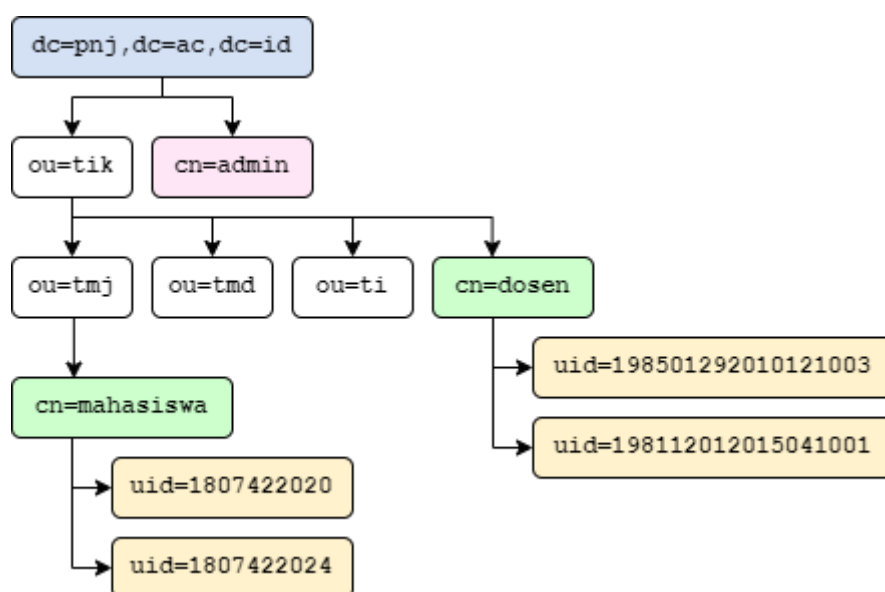 dc=pnj,dc=ac,dc=id
ou=tik
cn=admin
ou=tmj
ou=tmd
ou=ti
cn=dosen
uid=198501292010121003
cn=mahasiswa
uid=198112012015041001
uid=1807422020
uid=1807422024